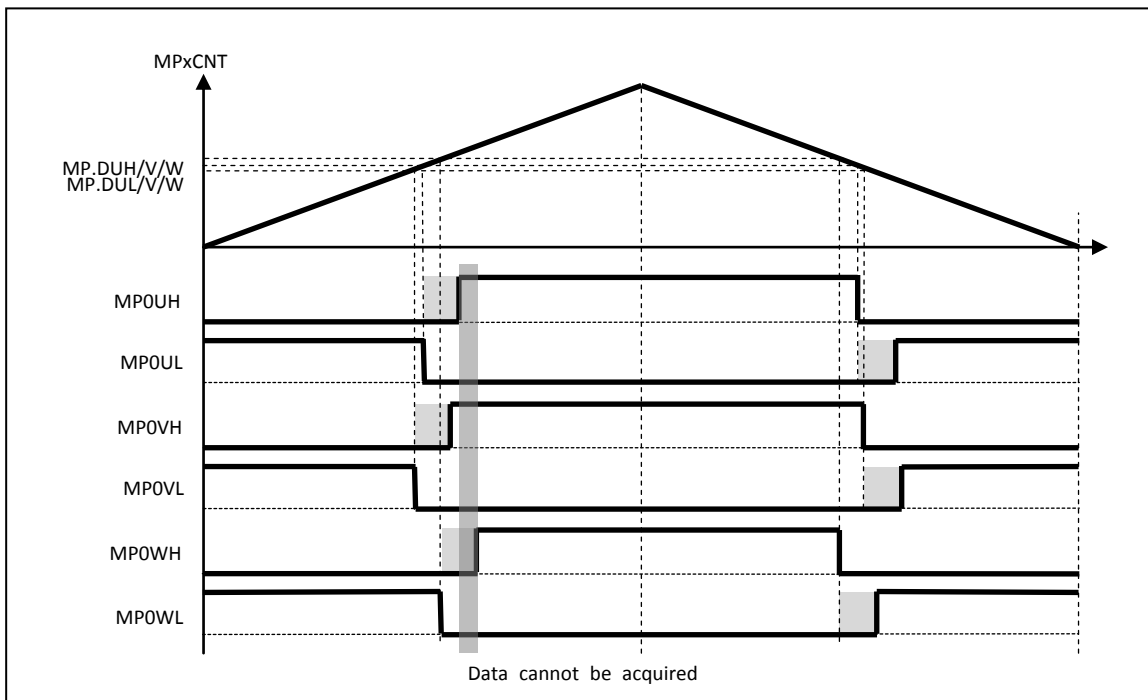 MPxCNT
MP.DUH/V/W
MP.DUL/V/W
MP0UH
MP0UL
MP0VH
MP0VL
MP0WH
MP0WL
Data cannot be acquired